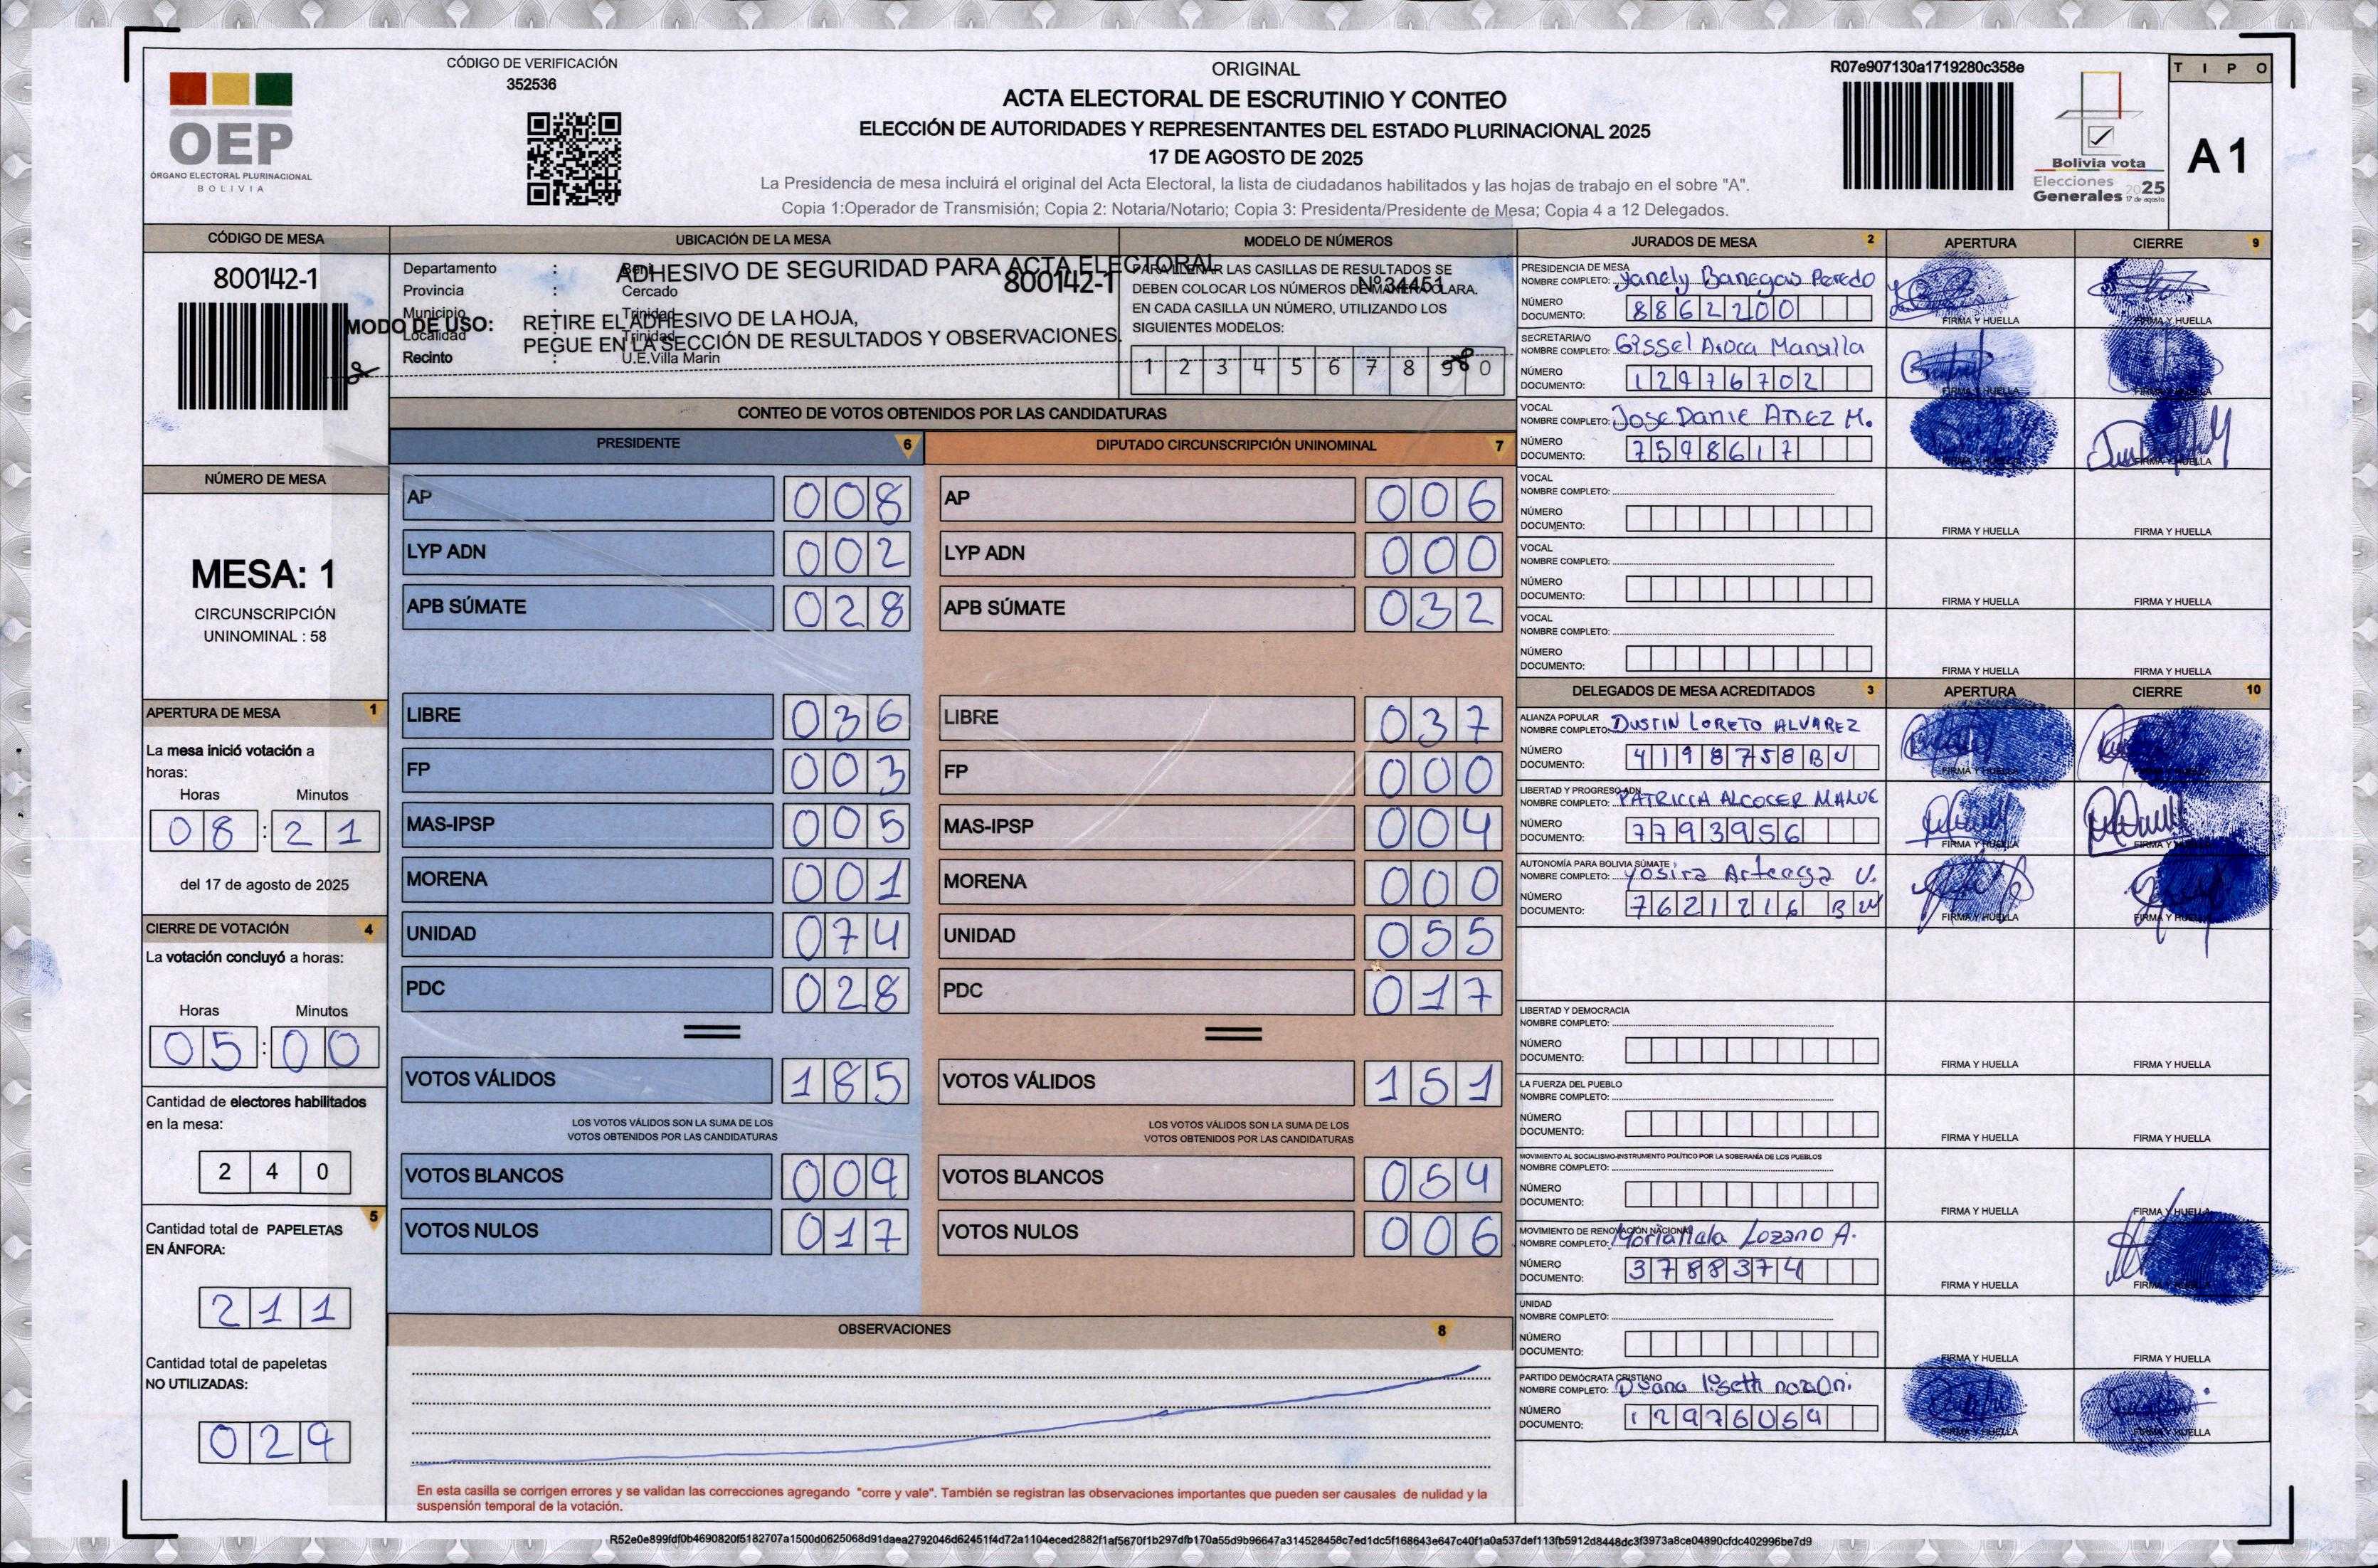 CÓDIGO DE VERIFICACIÓN
352536
OEP
ÓRGANO ELECTORAL PLURINACIONAL
BOLIVIA
ORIGINAL
ACTA ELECTORAL DE ESCRUTINIO Y CONTEO
ELECCIÓN DE AUTORIDADES Y REPRESENTANTES DEL ESTADO PLURINACIONAL 2025
17 DE AGOSTO DE 2025
La Presidencia de mesa incluirá el original del Acta Electoral, la lista de ciudadanos habilitados y las hojas de trabajo en el sobre "A".
Copia 1:Operador de Transmisión; Copia 2: Notaria/Notario; Copia 3: Presidenta/Presidente de Mesa; Copia 4 a 12 Delegados.
R07e907130a1719280c358e
Bolivia vota
Elecciones
Generales 2025
17 de agosto
TIPO
A1
CÓDIGO DE MESA
800142-1
UBICACIÓN DE LA MESA
Departamento : Beni
Provincia : Cercado
Municipio : Trinidad
Localidad : Trinidad
Recinto : U.E.Villa Marin
800142-1
ADHESIVO DE SEGURIDAD PARA ACTA ELECTORAL
Nº 34451
MODO DE USO: RETIRE EL ADHESIVO DE LA HOJA,
PEGUE EN LA SECCIÓN DE RESULTADOS Y OBSERVACIONES.
MODELO DE NÚMEROS
PARA LLENAR LAS CASILLAS DE RESULTADOS SE
DEBEN COLOCAR LOS NÚMEROS DE MANERA CLARA.
EN CADA CASILLA UN NÚMERO, UTILIZANDO LOS
SIGUIENTES MODELOS:
1 2 3 4 5 6 7 8 9 0
NÚMERO DE MESA
MESA: 1
CIRCUNSCRIPCIÓN
UNINOMINAL : 58
APERTURA DE MESA 1
La mesa inició votación a
horas:
Horas Minutos
08 : 21
del 17 de agosto de 2025
CIERRE DE VOTACIÓN 4
La votación concluyó a horas:
Horas Minutos
05 : 00
Cantidad de electores habilitados
en la mesa:
240
5
Cantidad total de PAPELETAS
EN ÁNFORA:
211
Cantidad total de papeletas
NO UTILIZADAS:
029
CONTEO DE VOTOS OBTENIDOS POR LAS CANDIDATURAS
PRESIDENTE 6
AP 008
LYP ADN 002
APB SÚMATE 028
LIBRE 036
FP 003
MAS-IPSP 005
MORENA 001
UNIDAD 074
PDC 028
VOTOS VÁLIDOS 185
LOS VOTOS VÁLIDOS SON LA SUMA DE LOS
VOTOS OBTENIDOS POR LAS CANDIDATURAS
VOTOS BLANCOS 009
VOTOS NULOS 017
DIPUTADO CIRCUNSCRIPCIÓN UNINOMINAL 7
AP 006
LYP ADN 000
APB SÚMATE 032
LIBRE 037
FP 000
MAS-IPSP 004
MORENA 000
UNIDAD 055
PDC 017
VOTOS VÁLIDOS 151
LOS VOTOS VÁLIDOS SON LA SUMA DE LOS
VOTOS OBTENIDOS POR LAS CANDIDATURAS
VOTOS BLANCOS 054
VOTOS NULOS 006
OBSERVACIONES 8
En esta casilla se corrigen errores y se validan las correcciones agregando "corre y vale". También se registran las observaciones importantes que pueden ser causales de nulidad y la
suspensión temporal de la votación.
JURADOS DE MESA 2 APERTURA CIERRE 9
PRESIDENCIA DE MESA
NOMBRE COMPLETO: Yanely Banegas Peredo
NÚMERO
DOCUMENTO: 8862200
FIRMA Y HUELLA FIRMA Y HUELLA
SECRETARIA/O
NOMBRE COMPLETO: Gissel Aroca Mansilla
NÚMERO
DOCUMENTO: 12976702
FIRMA Y HUELLA FIRMA Y HUELLA
VOCAL
NOMBRE COMPLETO: Jose Danie Añez M.
NÚMERO
DOCUMENTO: 7598617
FIRMA Y HUELLA FIRMA Y HUELLA
VOCAL
NOMBRE COMPLETO:
NÚMERO
DOCUMENTO:
FIRMA Y HUELLA FIRMA Y HUELLA
VOCAL
NOMBRE COMPLETO:
NÚMERO
DOCUMENTO:
FIRMA Y HUELLA FIRMA Y HUELLA
VOCAL
NOMBRE COMPLETO:
NÚMERO
DOCUMENTO:
FIRMA Y HUELLA FIRMA Y HUELLA
DELEGADOS DE MESA ACREDITADOS 3 APERTURA CIERRE 10
ALIANZA POPULAR
NOMBRE COMPLETO: DUSTIN LORETO ALVAREZ
NÚMERO
DOCUMENTO: 4198758BU
FIRMA Y HUELLA FIRMA Y HUELLA
LIBERTAD Y PROGRESO ADN
NOMBRE COMPLETO: PATRICIA ALCOCER
NÚMERO
DOCUMENTO: 7793956
FIRMA Y HUELLA FIRMA Y HUELLA
AUTONOMÍA PARA BOLIVIA SÚMATE
NOMBRE COMPLETO: Yosira Arteaga V.
NÚMERO
DOCUMENTO: 7621216
FIRMA Y HUELLA FIRMA Y HUELLA
LIBERTAD Y DEMOCRACIA
NOMBRE COMPLETO:
NÚMERO
DOCUMENTO:
FIRMA Y HUELLA FIRMA Y HUELLA
LA FUERZA DEL PUEBLO
NOMBRE COMPLETO:
NÚMERO
DOCUMENTO:
FIRMA Y HUELLA FIRMA Y HUELLA
MOVIMIENTO AL SOCIALISMO-INSTRUMENTO POLÍTICO POR LA SOBERANÍA DE LOS PUEBLOS
NOMBRE COMPLETO:
NÚMERO
DOCUMENTO:
FIRMA Y HUELLA FIRMA Y HUELLA
MOVIMIENTO DE RENOVACIÓN NACIONAL
NOMBRE COMPLETO: Lozano A.
NÚMERO
DOCUMENTO: 3788374
FIRMA Y HUELLA FIRMA Y HUELLA
UNIDAD
NOMBRE COMPLETO:
NÚMERO
DOCUMENTO:
FIRMA Y HUELLA FIRMA Y HUELLA
PARTIDO DEMÓCRATA CRISTIANO
NOMBRE COMPLETO:
NÚMERO
DOCUMENTO: 12976064
FIRMA Y HUELLA FIRMA Y HUELLA